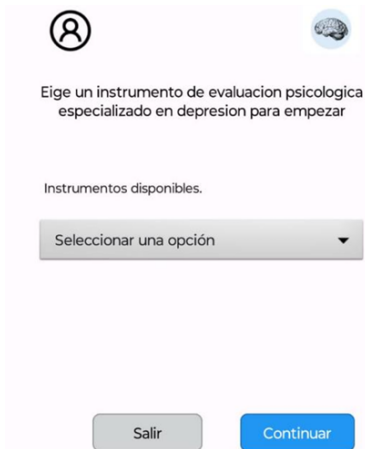 Eige un instrumento de evaluacion psicologica
especializado en depresion para empezar
Instrumentos disponibles.
Seleccionar una opción
Salir
Continuar